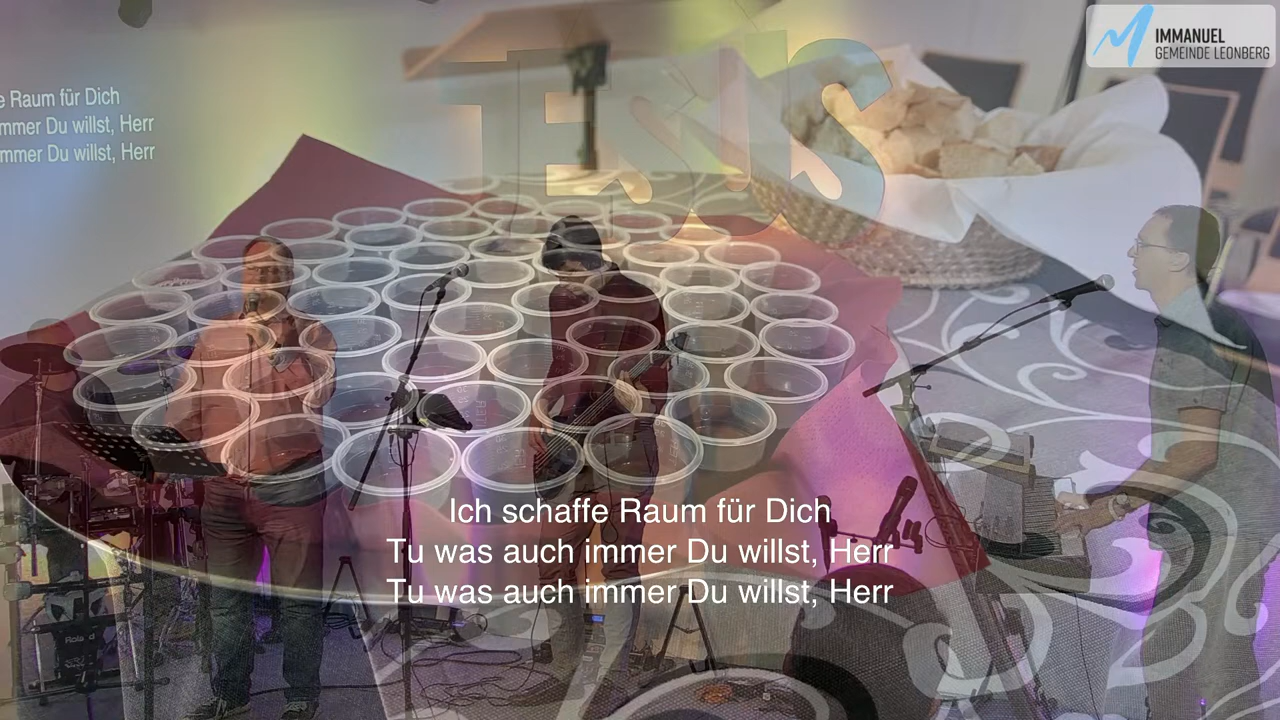 IMMANUEL
GEMEINDE LEONBERG
JESUS
e Raum für Dich
mmer Du willst, Herr
mmer Du willst, Herr
Roland
Ich schaffe Raum für Dich
Tu was auch immer Du willst, Herr
Tu was auch immer Du willst, Herr